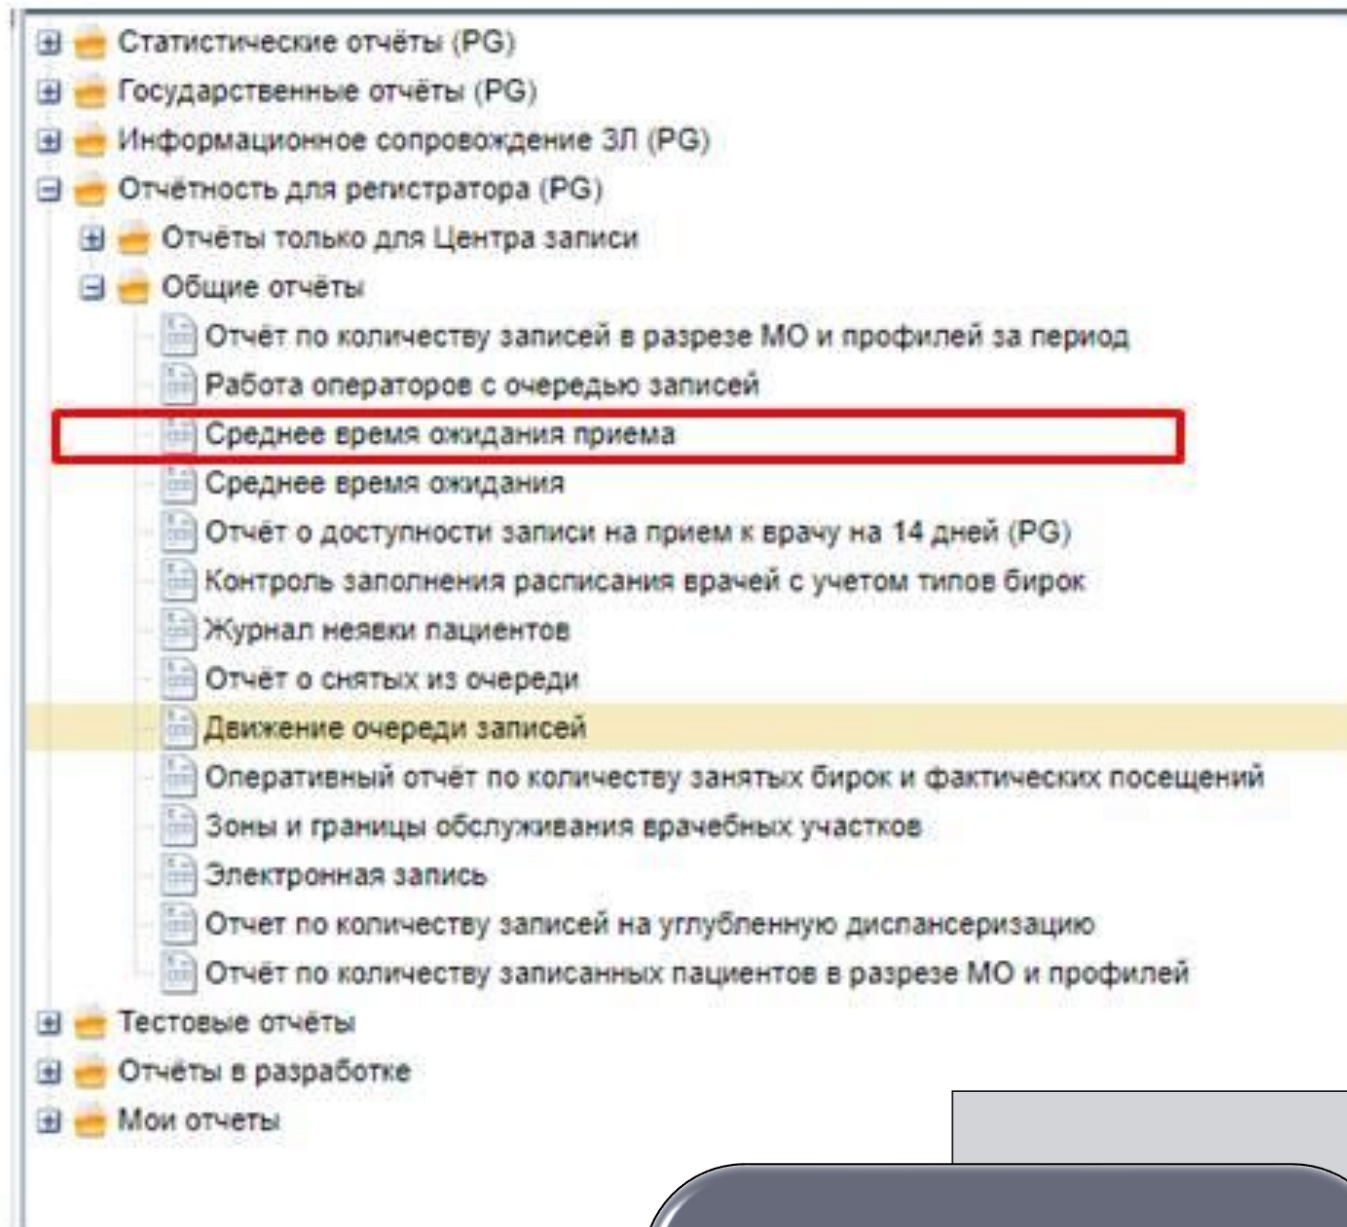 Статистические отчёты (PG)
Государственные отчёты (PG)
Информационное сопровождение ЗЛ (PG)
Отчётность для регистратора (PG)
Отчёты только для Центра записи
Общие отчёты
Отчёт по количеству записей в разрезе МО и профилей за период
Работа операторов с очередью записей
Среднее время ожидания приема
Среднее время ожидания
Отчёт о доступности записи на прием к врачу на 14 дней (PG)
Контроль заполнения расписания врачей с учетом типов бирок
Журнал неявки пациентов
Отчёт о снятых из очереди
Движение очереди записей
Оперативный отчёт по количеству занятых бирок и фактических посещений
Зоны и границы обслуживания врачебных участков
Электронная запись
Отчет по количеству записей на углубленную диспансеризацию
Отчёт по количеству записанных пациентов в разрезе МО и профилей
Тестовые отчёты
Отчёты в разработке
Мои отчеты